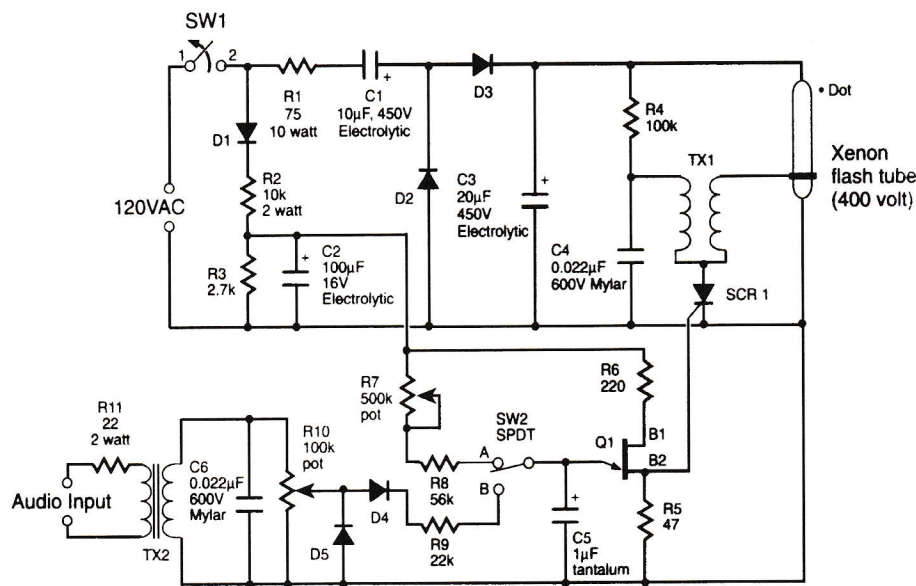 SW1
1
2
R1
75
10 watt
C1
+
10µF, 450V
Electrolytic
D3
• Dot
D1
R4
100k
TX1
Xenon
flash tube
(400 volt)
120VAC
R2
10k
2 watt
D2
C3
20µF
450V
Electrolytic
+
R3
2.7k
+
C2
100µF
16V
Electrolytic
C4
0.022µF
600V Mylar
SCR 1
R7
500k
pot
R6
220
R11
22
2 watt
R10
100k
pot
SW2
SPDT
Q1
B1
B2
C6
0.022µF
600V
Mylar
A
B
R8
56k
Audio Input
D4
+
R5
47
TX2
D5
R9
22k
C5
1µF
tantalum